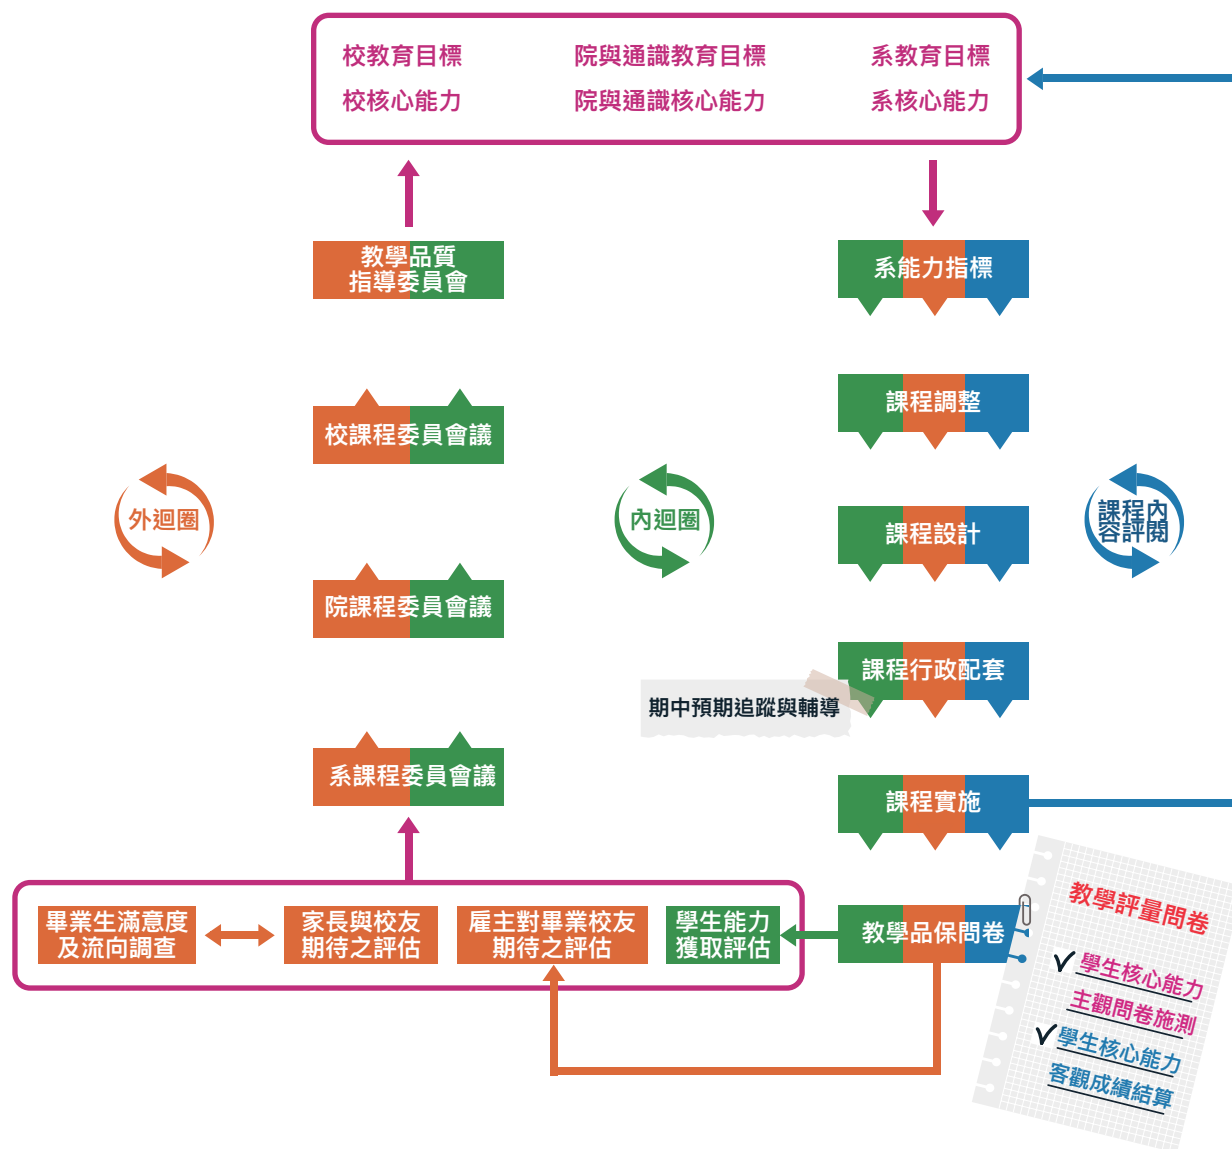 校教育目標
院與通識教育目標
系教育目標
校核心能力
院與通識核心能力
系核心能力
教學品質
指導委員會
系能力指標
課程調整
校課程委員會議
外迴圈
內迴圈
課程內
容評閱
課程設計
院課程委員會議
課程行政配套
期中預期追蹤與輔導
系課程委員會議
課程實施
畢業生滿意度
及流向調查
家長與校友
期待之評估
雇主對畢業校友
期待之評估
學生能力
獲取評估
教學品保問卷
教學評量問卷
學生核心能力
主觀問卷施測
學生核心能力
客觀成績結算